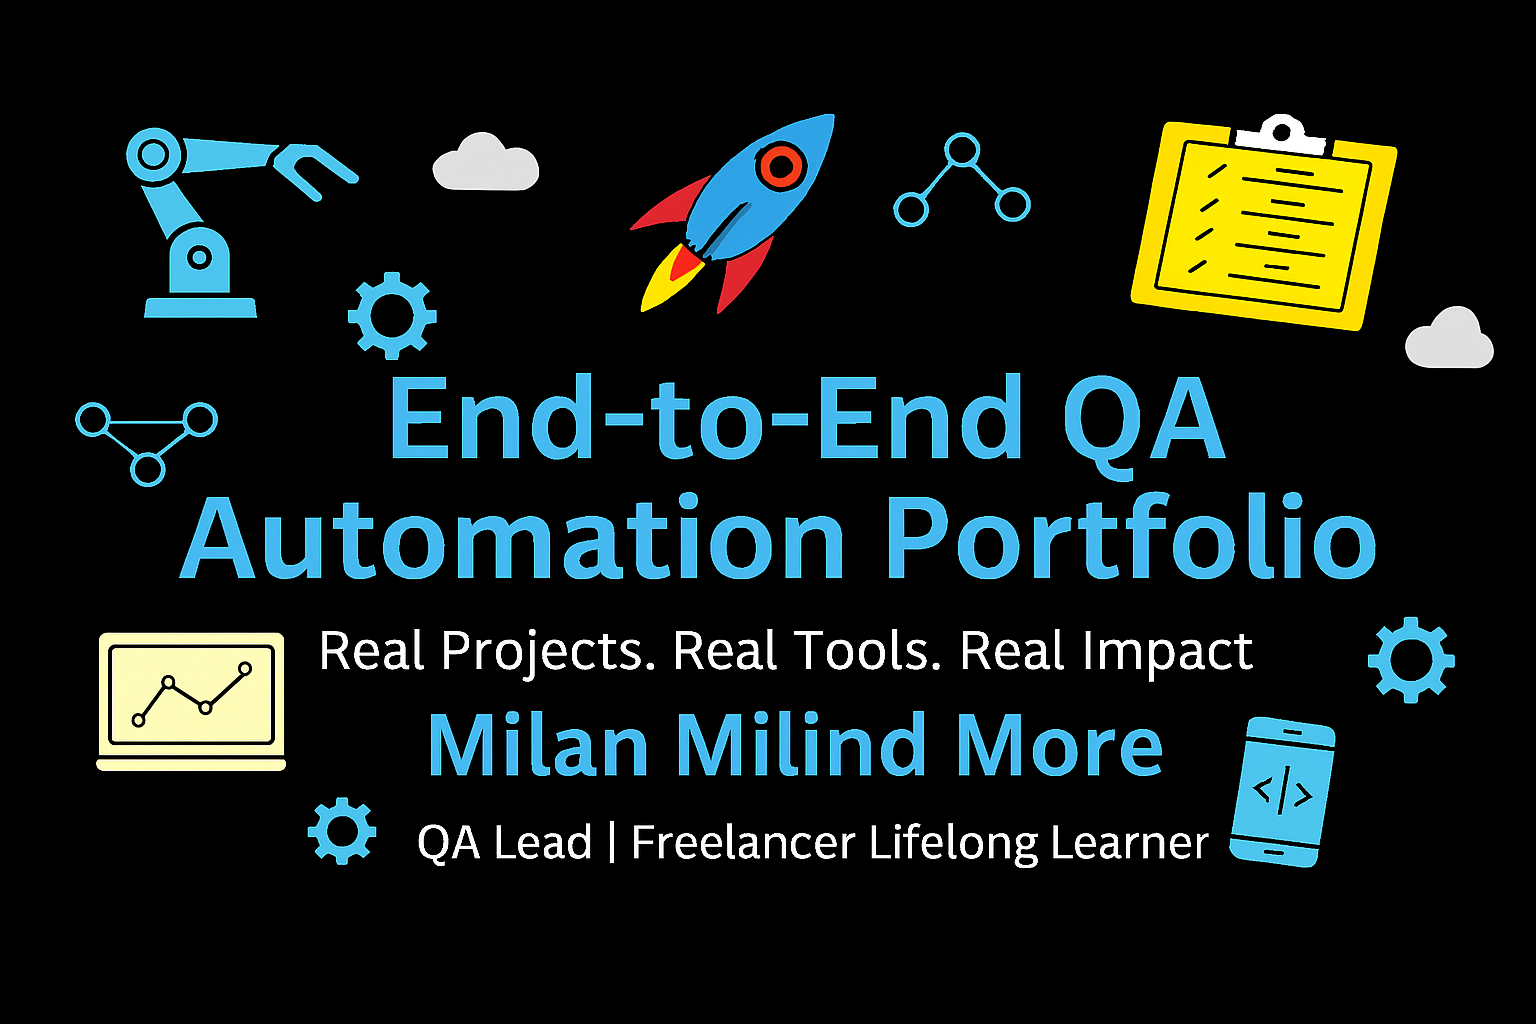 End-to-End QA
Automation Portfolio
Real Projects. Real Tools. Real Impact
Milan Milind More
QA Lead | Freelancer Lifelong Learner
</>